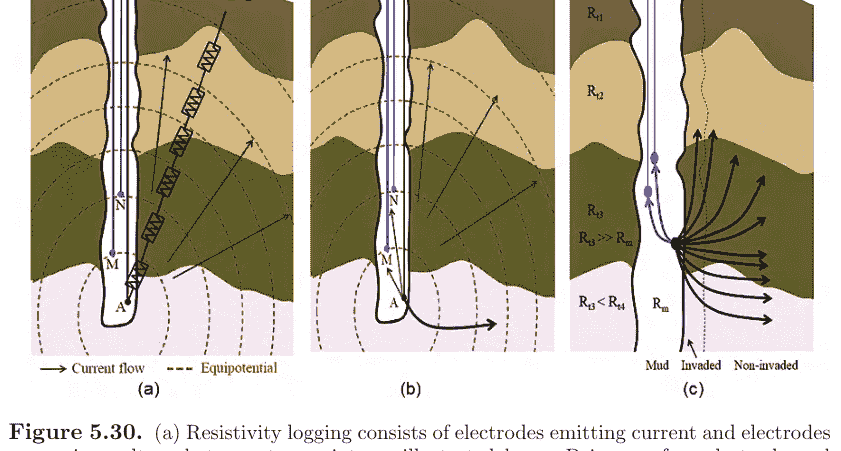 N
M
A
N
M
A
Rt1
Rt2
Rt3
Rt3 >> Rm
Rt3 < Rt4
Rm
Current flow
Equipotential
Mud
Invaded
Non-invaded
(a)
(b)
(c)
Figure 5.30. (a) Resistivity logging consists of electrodes emitting current and electrodes